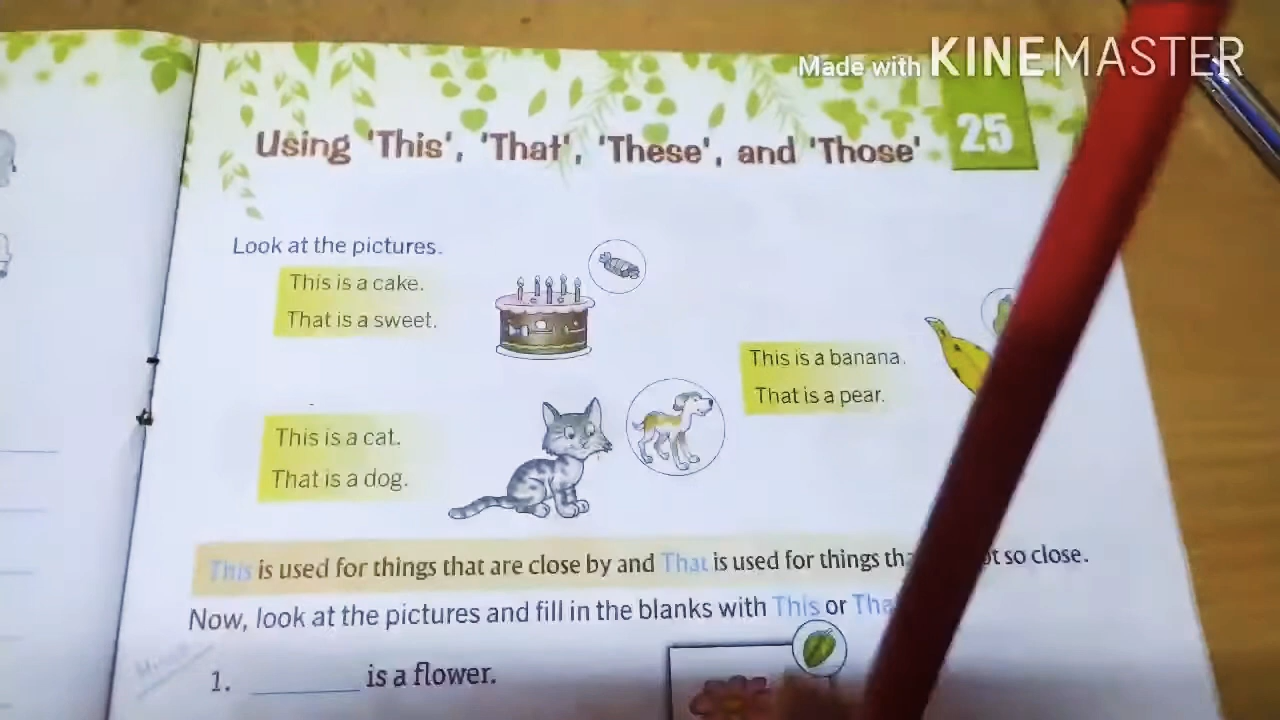 Made with KINEMASTER
Using 'This', 'That', 'These', and 'Those'
25
Look at the pictures.
This is a cake.
That is a sweet.
This is a banana.
That is a pear.
This is a cat.
That is a dog.
This is used for things that are close by and That is used for things so close.
Now, look at the pictures and fill in the blanks with This or
1. ________ is a flower.